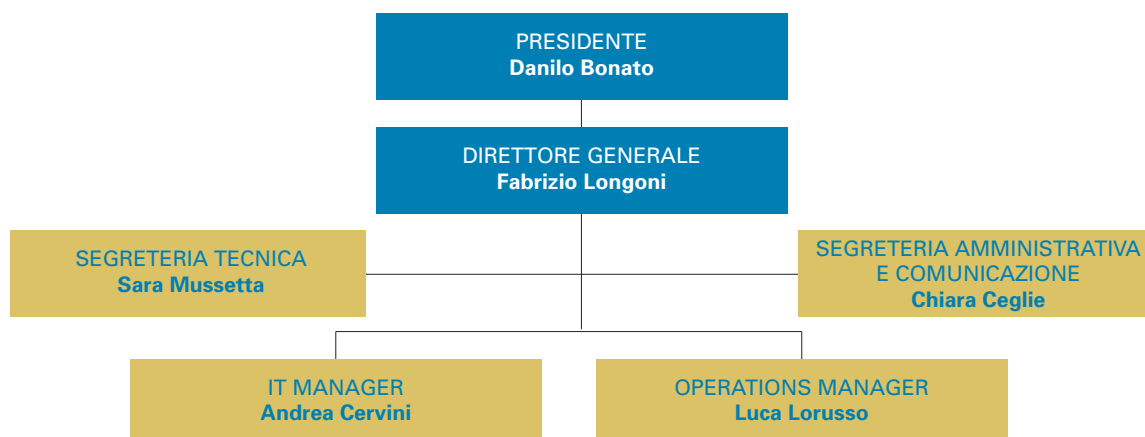 PRESIDENTE
Danilo Bonato
DIRETTORE GENERALE
Fabrizio Longoni
SEGRETERIA TECNICA
Sara Mussetta
SEGRETERIA AMMINISTRATIVA
E COMUNICAZIONE
Chiara Ceglie
IT MANAGER
Andrea Cervini
OPERATIONS MANAGER
Luca Lorusso